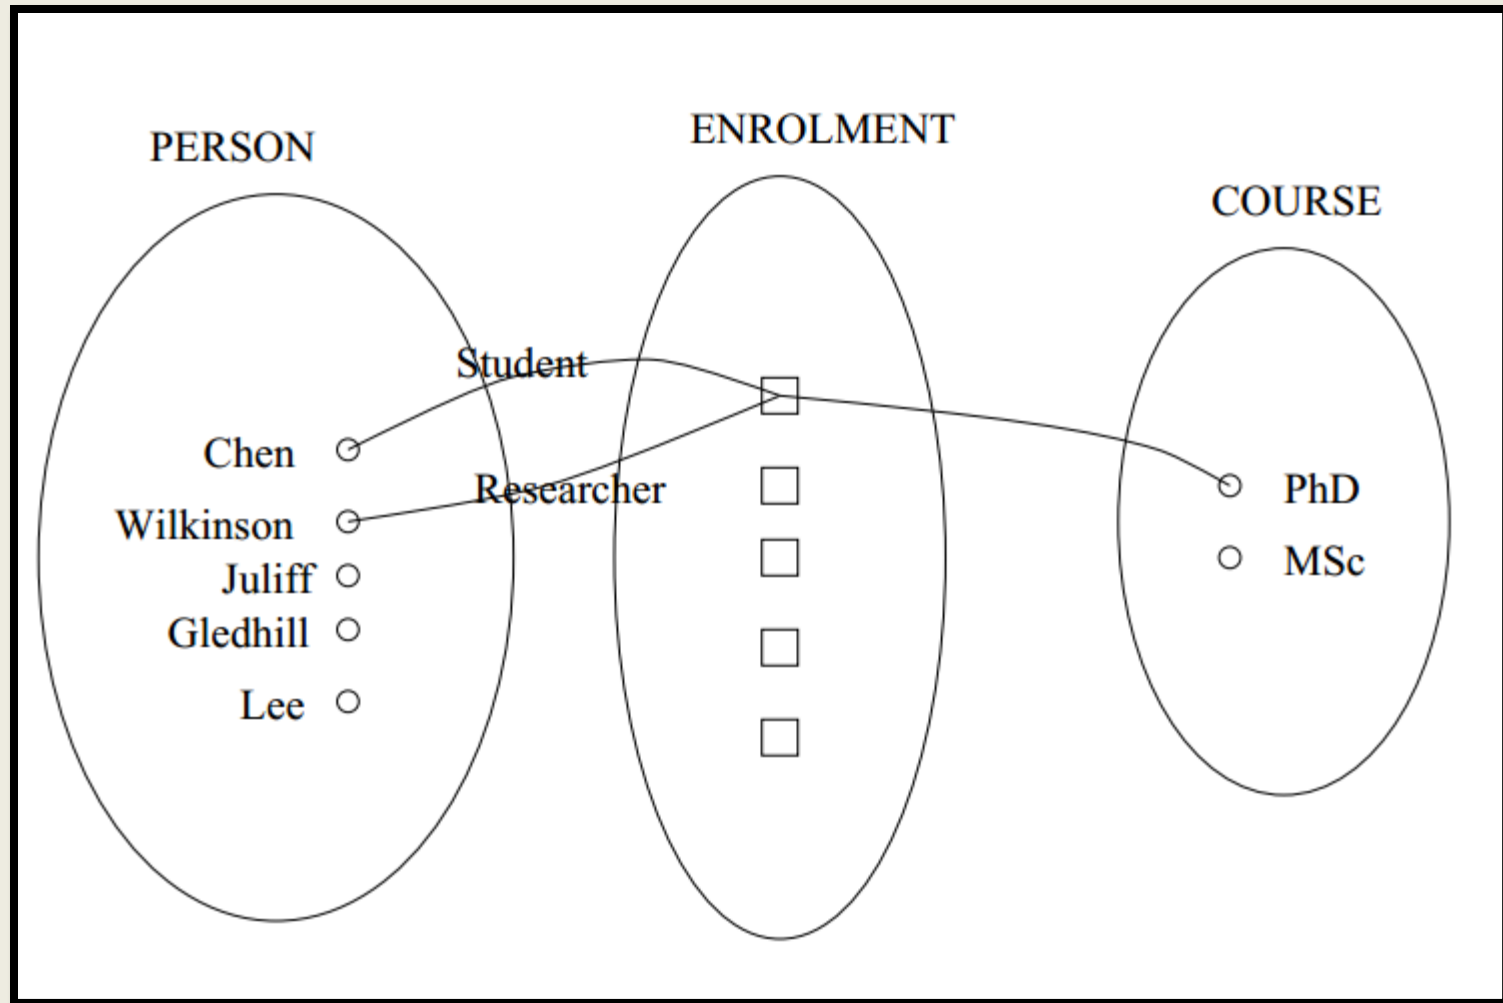 PERSON
ENROLMENT
COURSE
Student
Chen
Researcher
PhD
Wilkinson
MSc
Juliff
Gledhill
Lee